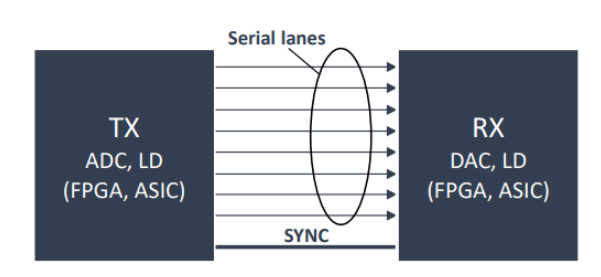 Serial lanes
TX
ADC, LD
(FPGA, ASIC)
RX
DAC, LD
(FPGA, ASIC)
SYNC